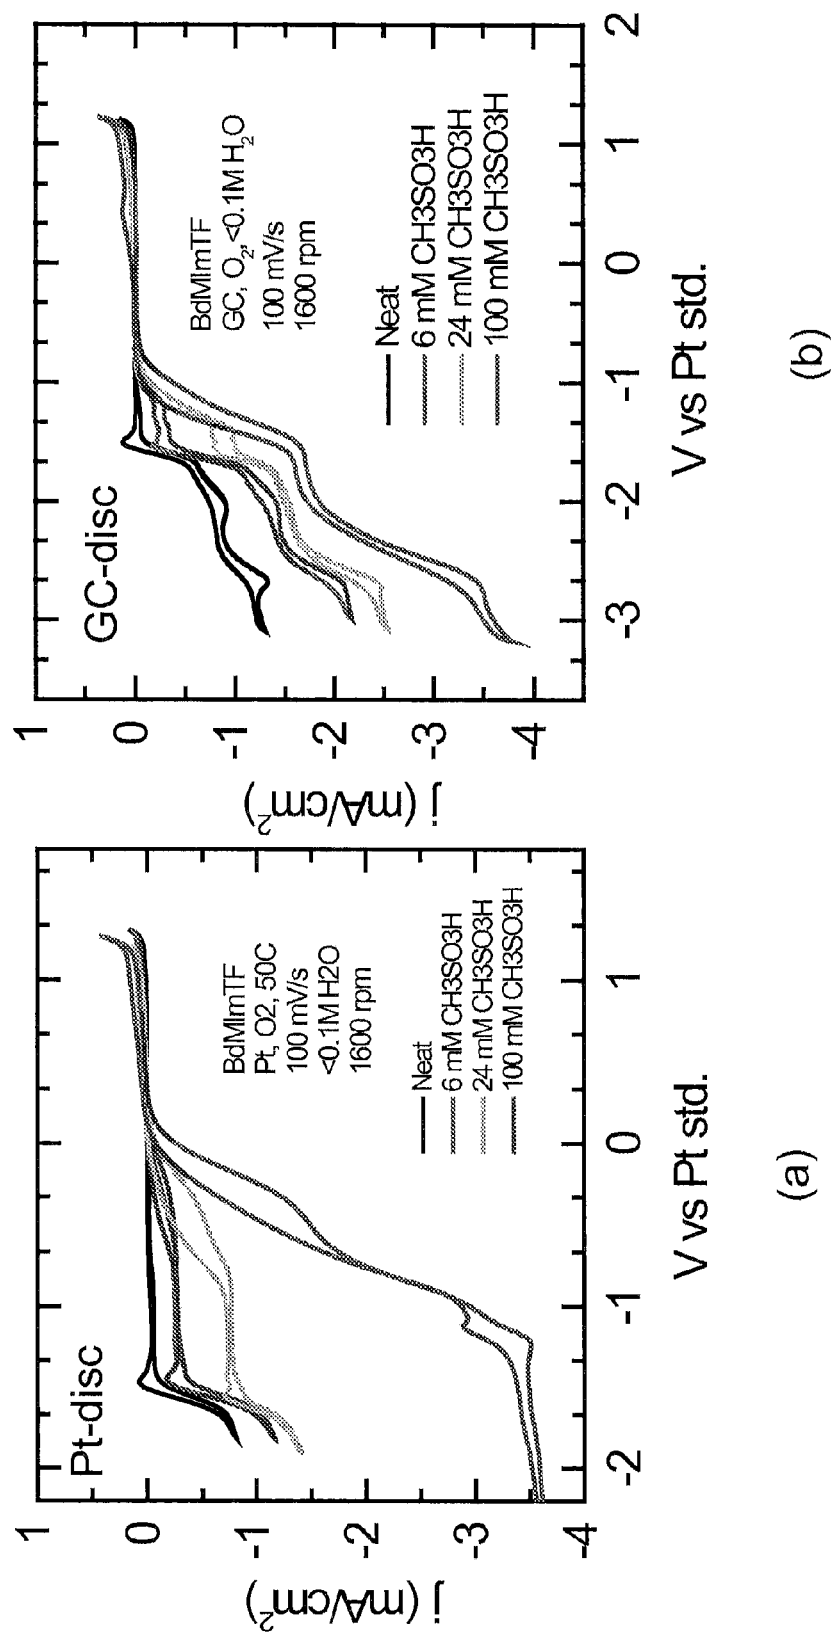 Pt-disc
BdMImTF
Pt, O2, 50C
100 mV/s
<0.1M H2O
1600 rpm
Neat
6 mM CH3SO3H
24 mM CH3SO3H
100 mM CH3SO3H
1
0
-1
-2
-3
-4
j (mA/cm²)
-2
-1
0
1
V vs Pt std.
(a)
GC-disc
BdMImTF
GC, O₂, <0.1M H₂O
100 mV/s
1600 rpm
Neat
6 mM CH3SO3H
24 mM CH3SO3H
100 mM CH3SO3H
1
0
-1
-2
-3
-4
j (mA/cm²)
-3
-2
-1
0
1
2
V vs Pt std.
(b)